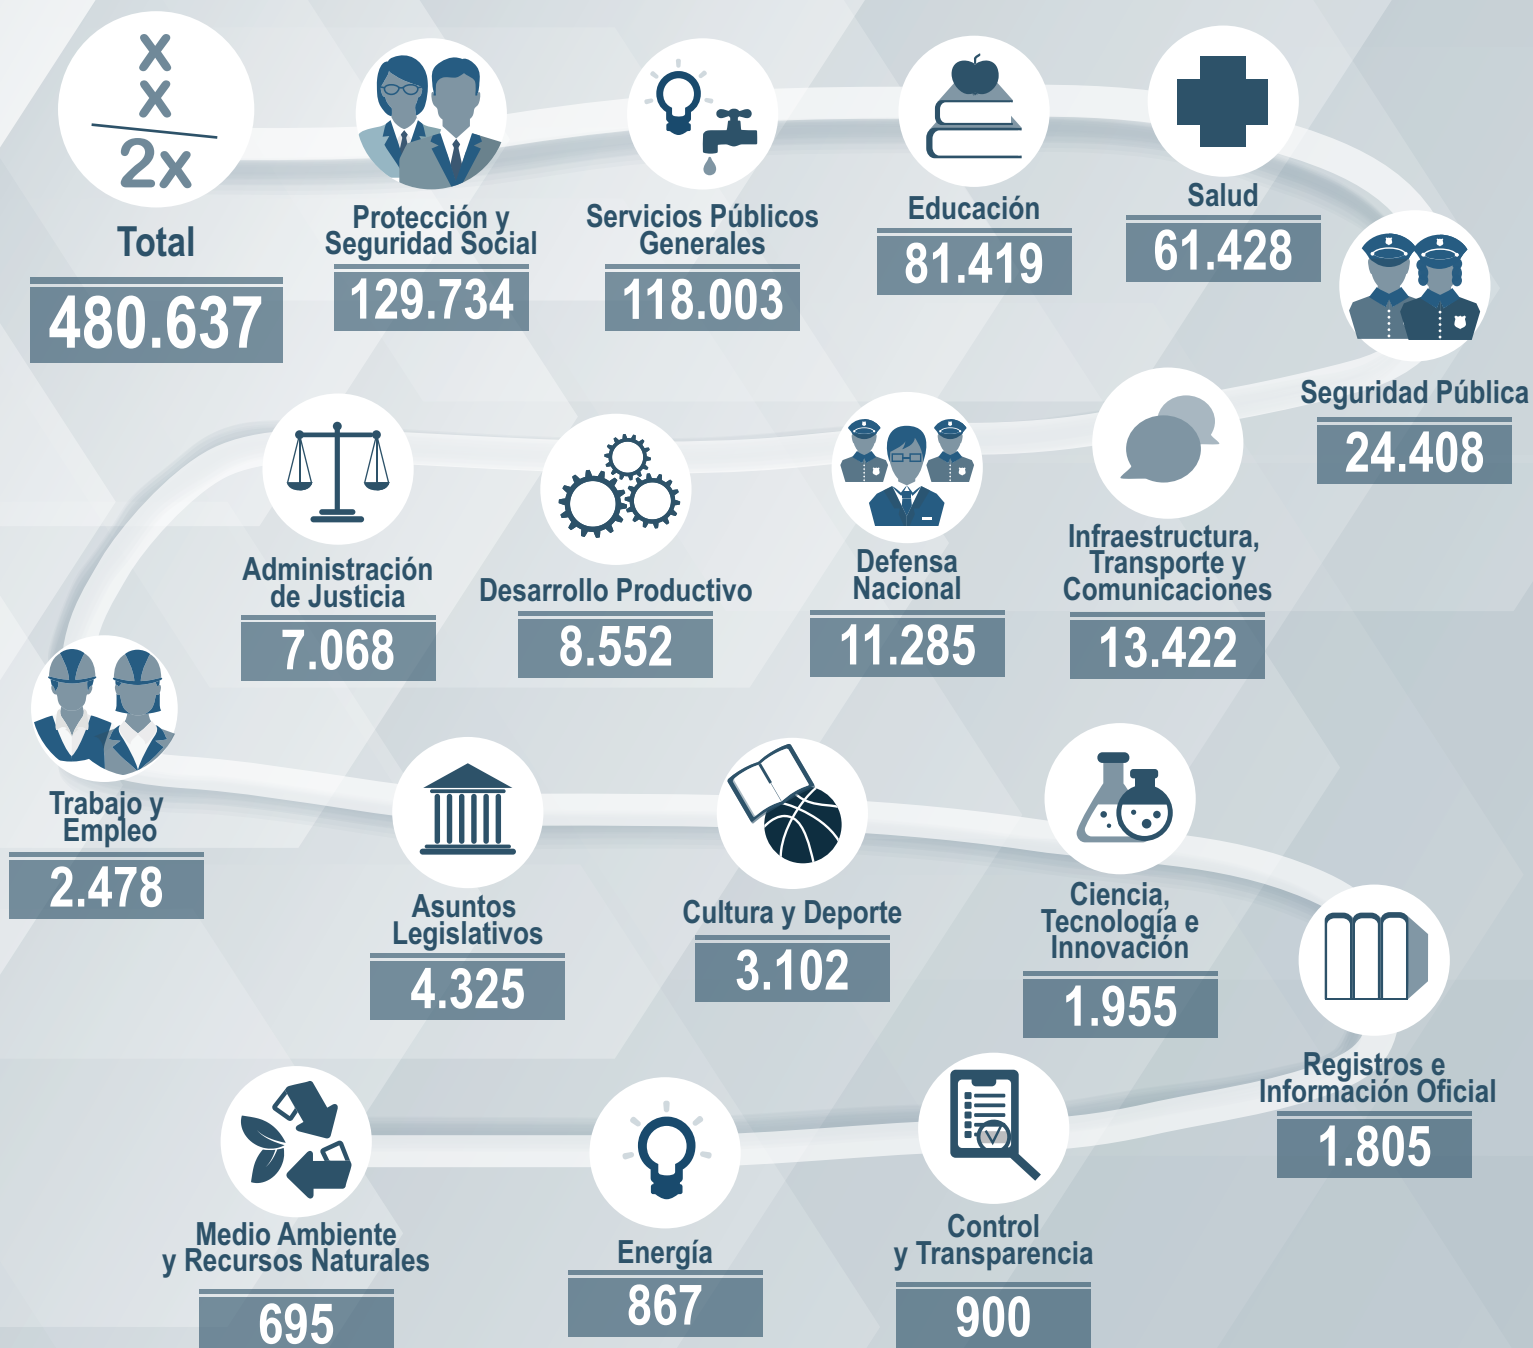 x
x
2x
Total
480.637
Protección y
Seguridad Social
129.734
Servicios Públicos
Generales
118.003
Educación
81.419
Salud
61.428
Seguridad Pública
24.408
Infraestructura,
Transporte y
Comunicaciones
13.422
Defensa
Nacional
11.285
Desarrollo Productivo
8.552
Administración
de Justicia
7.068
Trabajo y
Empleo
2.478
Asuntos
Legislativos
4.325
Cultura y Deporte
3.102
Ciencia,
Tecnología e
Innovación
1.955
Registros e
Información Oficial
1.805
Control
y Transparencia
900
Energía
867
Medio Ambiente
y Recursos Naturales
695